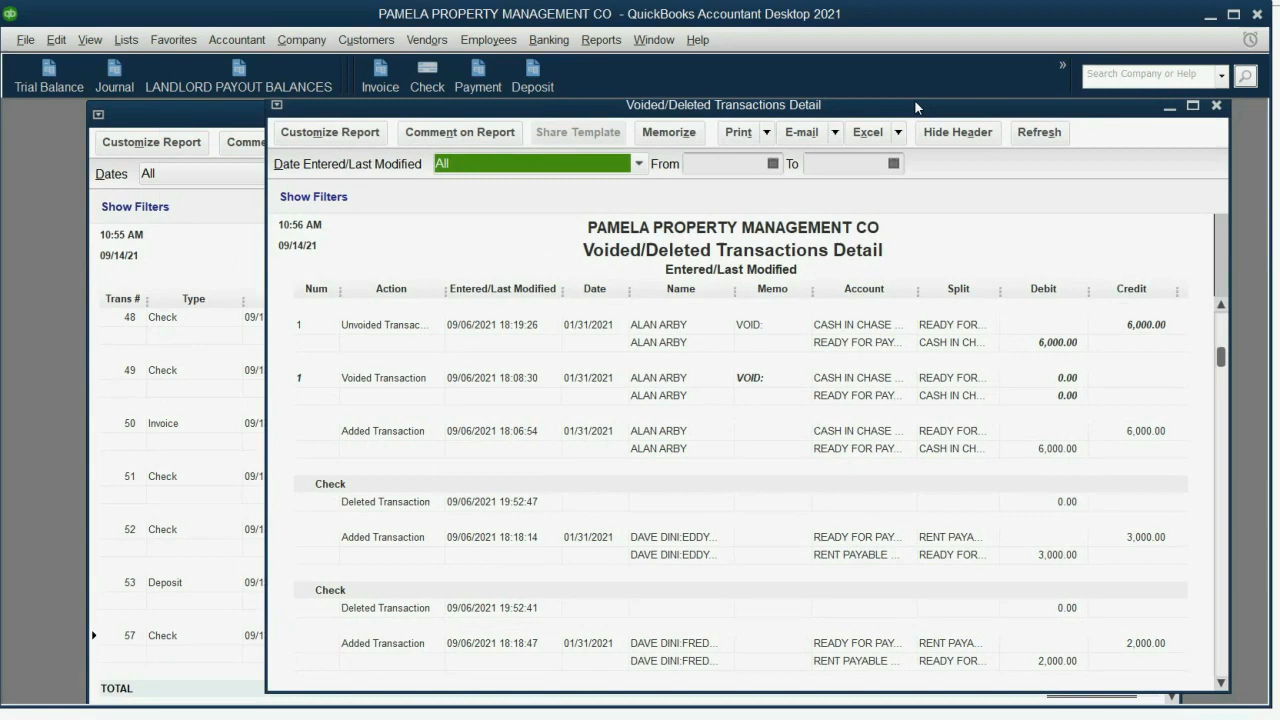 PAMELA PROPERTY MANAGEMENT CO - QuickBooks Accountant Desktop 2021
File Edit View Lists Favorites Accountant Company Customers Vendors Employees Banking Reports Window Help
Trial Balance Journal LANDLORD PAYOUT BALANCES Invoice Check Payment Deposit » Search Company or Help
Voided/Deleted Transactions Detail
Customize Report Comment on Report Share Template Memorize Print E-mail Excel Hide Header Refresh
Date Entered/Last Modified All From To
Show Filters
10:56 AM
09/14/21
PAMELA PROPERTY MANAGEMENT CO
Voided/Deleted Transactions Detail
Entered/Last Modified
Num Action Entered/Last Modified Date Name Memo Account Split Debit Credit
1 Unvoided Transac... 09/06/2021 18:19:26 01/31/2021 ALAN ARBY VOID: CASH IN CHASE ... READY FOR... 6,000.00
ALAN ARBY READY FOR PAY... CASH IN CH... 6,000.00
1 Voided Transaction 09/06/2021 18:08:30 01/31/2021 ALAN ARBY VOID: CASH IN CHASE ... READY FOR... 0.00
ALAN ARBY READY FOR PAY... CASH IN CH... 0.00
Added Transaction 09/06/2021 18:06:54 01/31/2021 ALAN ARBY CASH IN CHASE ... READY FOR... 6,000.00
ALAN ARBY READY FOR PAY... CASH IN CH... 6,000.00
Check
Deleted Transaction 09/06/2021 19:52:47 0.00
Added Transaction 09/06/2021 18:18:14 01/31/2021 DAVE DINI:EDDY... READY FOR PAY... RENT PAYA... 3,000.00
DAVE DINI:EDDY... RENT PAYABLE ... READY FOR... 3,000.00
Check
Deleted Transaction 09/06/2021 19:52:41 0.00
Added Transaction 09/06/2021 18:18:47 01/31/2021 DAVE DINI:FRED... READY FOR PAY... RENT PAYA... 2,000.00
DAVE DINI:FRED... RENT PAYABLE ... READY FOR... 2,000.00
Customize Report Comme
Dates All
Show Filters
10:55 AM
09/14/21
Trans # Type
48 Check 09/1
49 Check 09/1
50 Invoice 09/1
51 Check 09/1
52 Check 09/1
53 Deposit 09/1
57 Check 09/1
TOTAL